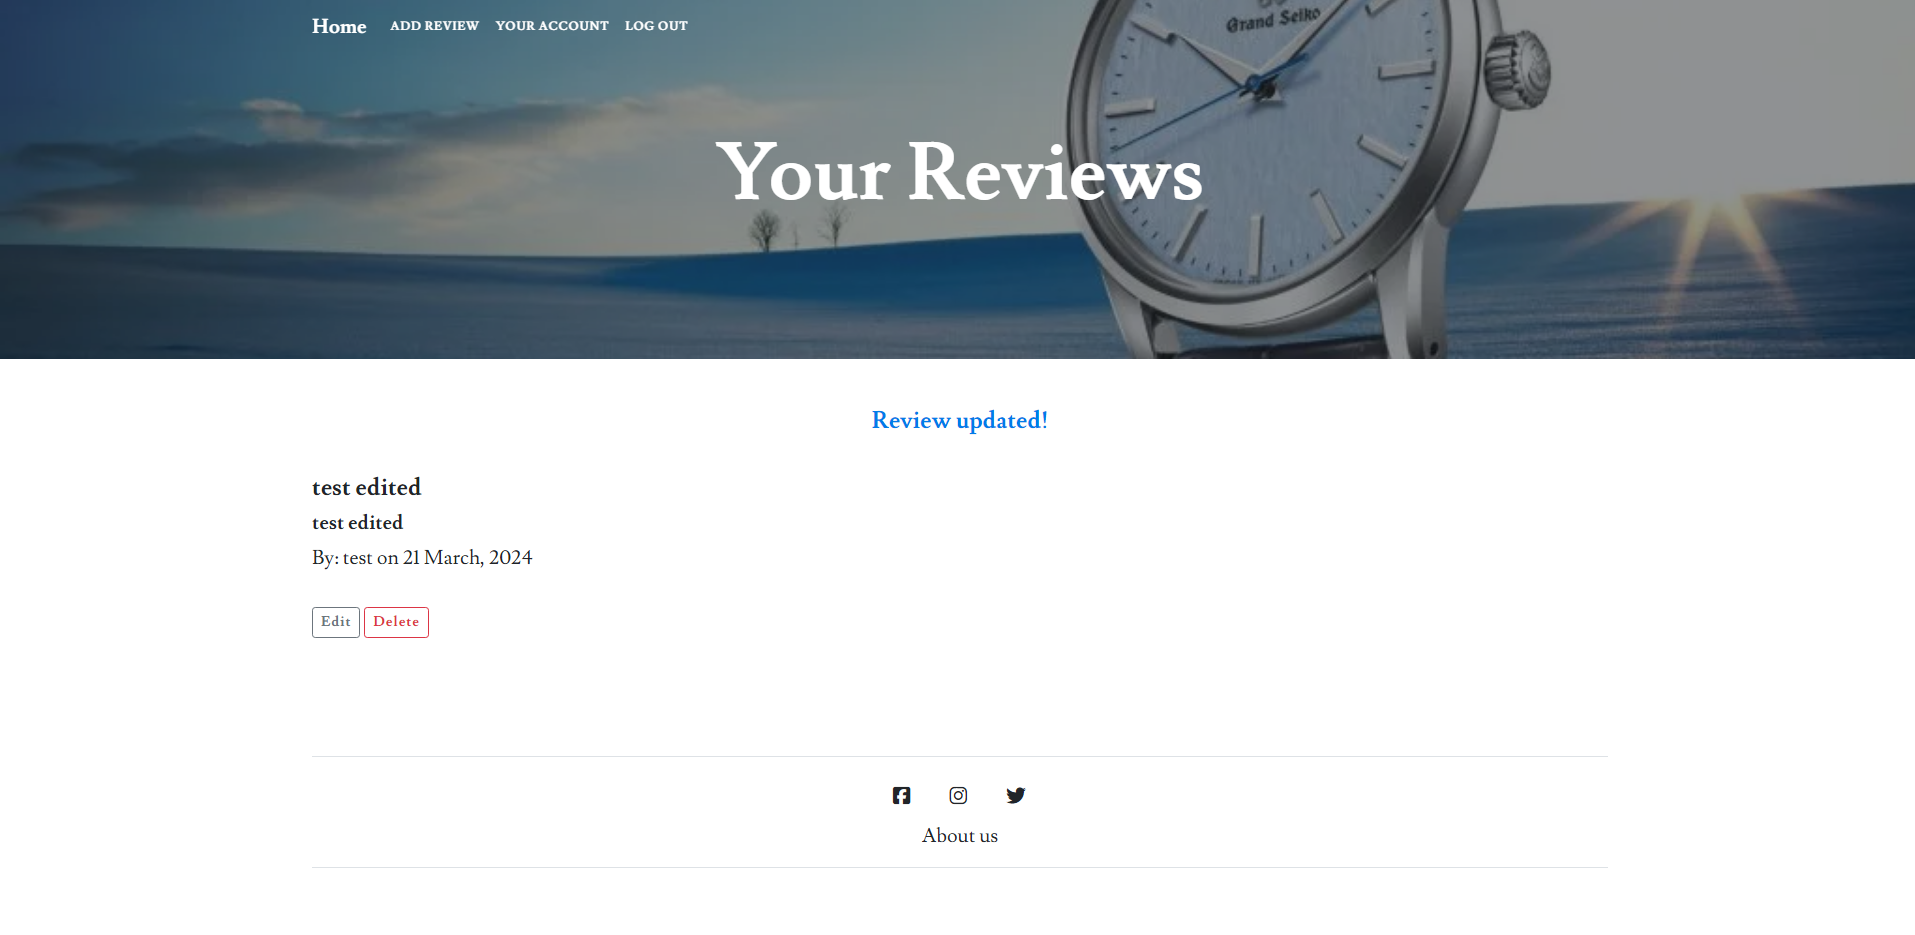 Home ADD REVIEW YOUR ACCOUNT LOG OUT
Grand Seiko
Your Reviews
Review updated!
test edited
test edited
By: test on 21 March, 2024
Edit Delete
About us